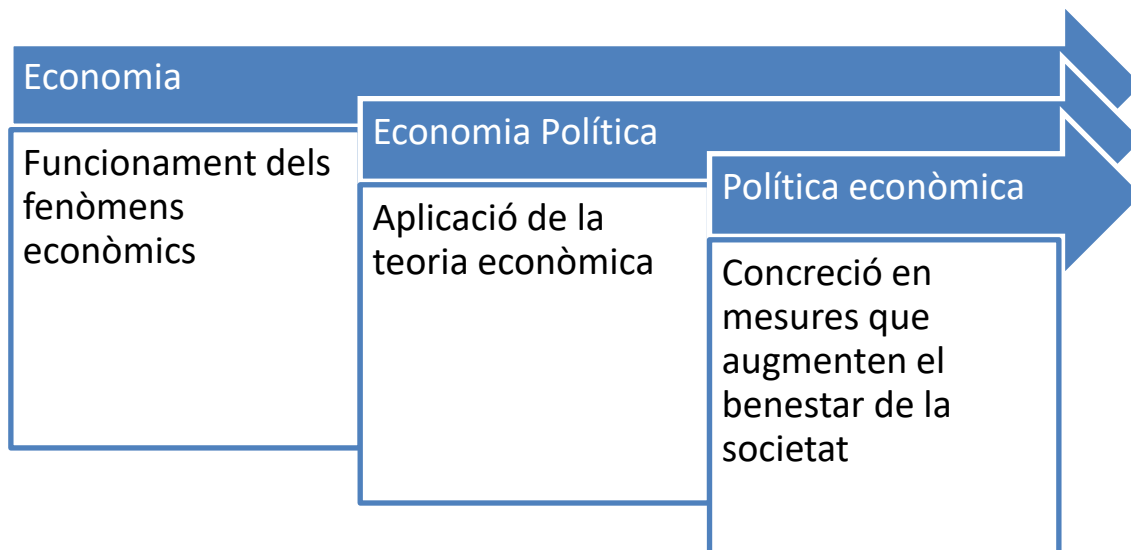 Economia
Funcionament dels
fenòmens
econòmics
Economia Política
Aplicació de la
teoria econòmica
Política econòmica
Concreció en
mesures que
augmenten el
benestar de la
societat